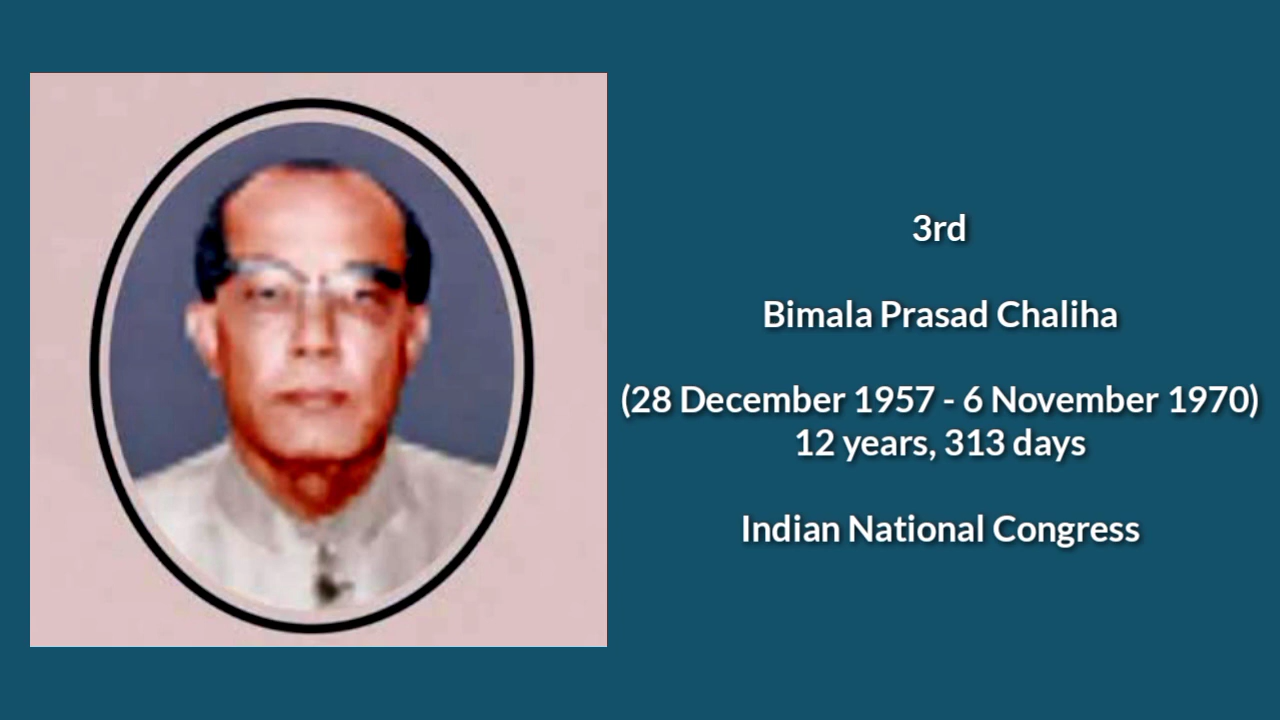 3rd
Bimala Prasad Chaliha
(28 December 1957 - 6 November 1970)
12 years, 313 days
Indian National Congress